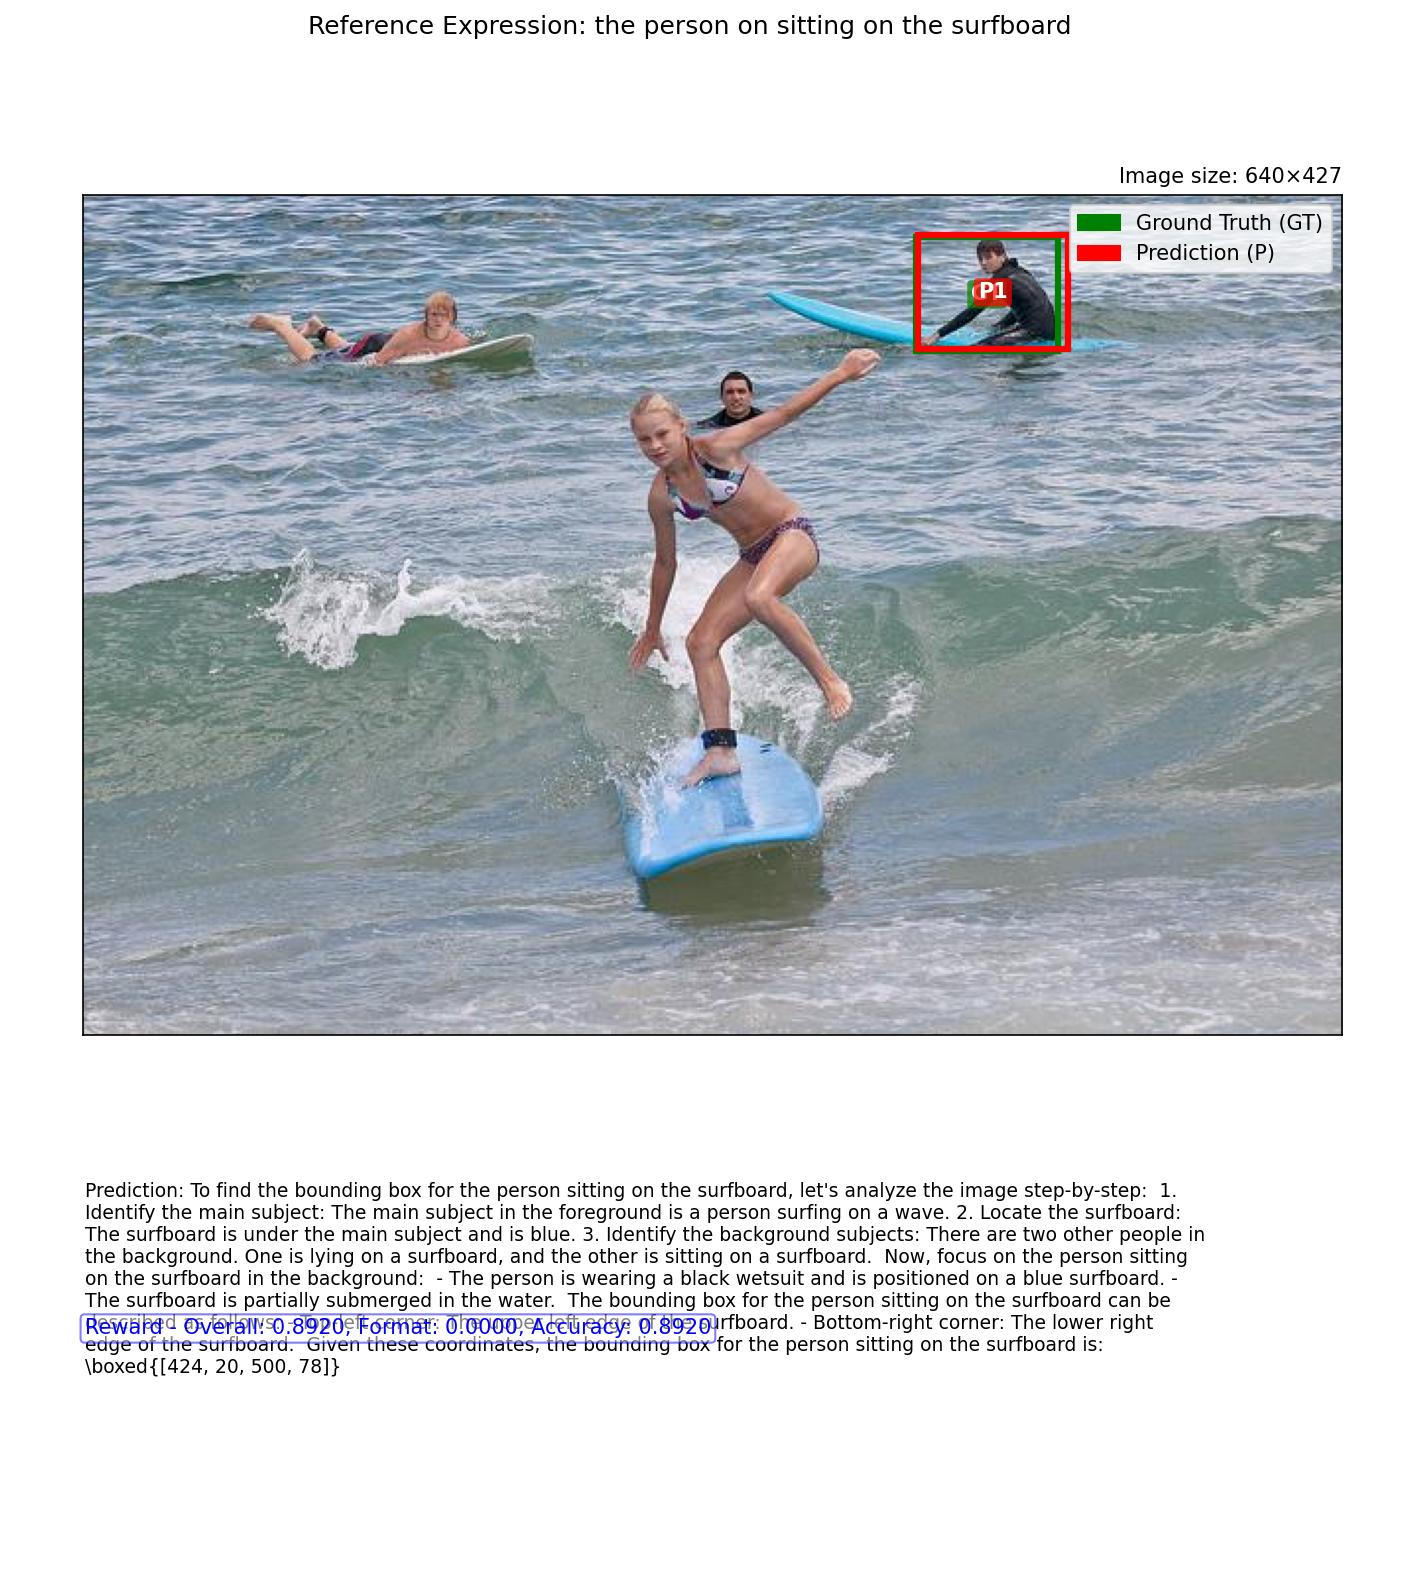 Reference Expression: the person on sitting on the surfboard
Image size: 640×427
Ground Truth (GT)
Prediction (P)
P1
Prediction: To find the bounding box for the person sitting on the surfboard, let's analyze the image step-by-step:  1.
Identify the main subject: The main subject in the foreground is a person surfing on a wave. 2. Locate the surfboard:
The surfboard is under the main subject and is blue. 3. Identify the background subjects: There are two other people in
the background. One is lying on a surfboard, and the other is sitting on a surfboard.  Now, focus on the person sitting
on the surfboard in the background:  - The person is wearing a black wetsuit and is positioned on a blue surfboard. -
The surfboard is partially submerged in the water.  The bounding box for the person sitting on the surfboard can be
described as follows: - Top-left corner: The upper left edge of the surfboard. - Bottom-right corner: The lower right
Reward - Overall: 0.8920, Format: 0.0000, Accuracy: 0.8920
edge of the surfboard.  Given these coordinates, the bounding box for the person sitting on the surfboard is:
\boxed{[424, 20, 500, 78]}